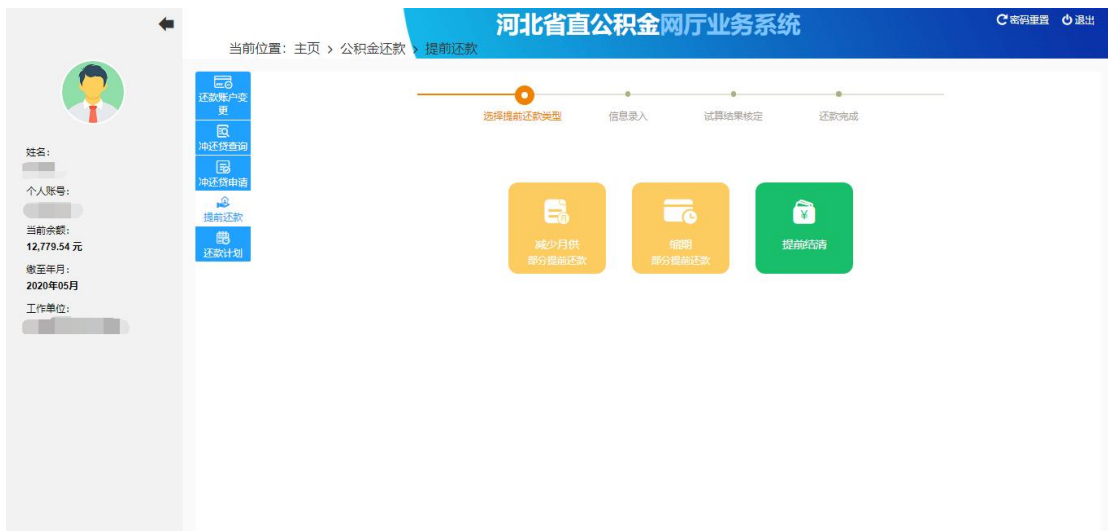 河北省直公积金网厅业务系统
密码重置 退出
当前位置：主页 > 公积金还款 > 提前还款
姓名：
个人账号：
当前余额：
12,779.54 元
缴至年月：
2020年05月
工作单位：
还款账户变
更
冲还贷查询
冲还贷申请
提前还款
还款计划
选择提前还款类型 信息录入 试算结果核定 还款完成
减少月供
部分提前还款
缩期
部分提前还款
提前结清